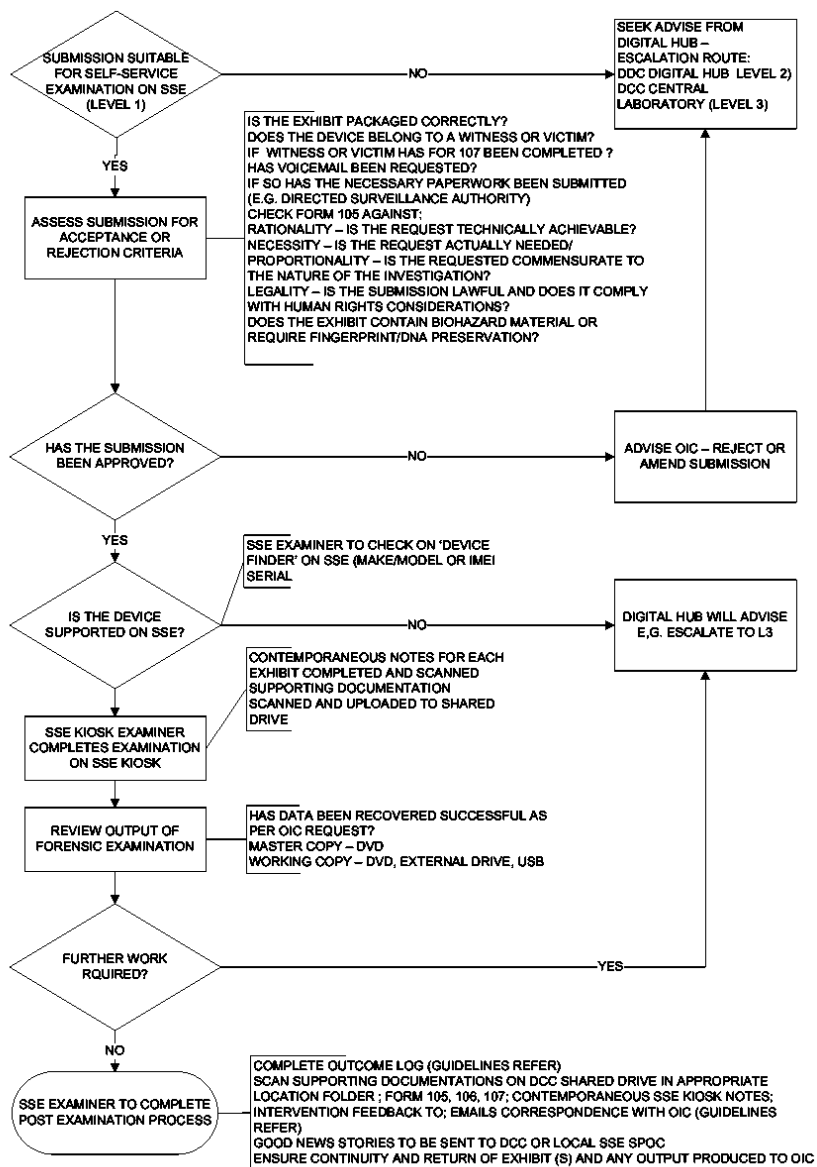 SUBMISSION SUITABLE
FOR SELF-SERVICE
EXAMINATION ON SSE
(LEVEL 1)
NO
SEEK ADVISE FROM
DIGITAL HUB –
ESCALATION ROUTE:
DDC DIGITAL HUB LEVEL 2)
DCC CENTRAL
LABORATORY (LEVEL 3)
YES
IS THE EXHIBIT PACKAGED CORRECTLY?
DOES THE DEVICE BELONG TO A WITNESS OR VICTIM?
IF WITNESS OR VICTIM HAS FOR 107 BEEN COMPLETED ?
HAS VOICEMAIL BEEN REQUESTED?
IF SO HAS THE NECESSARY PAPERWORK BEEN SUBMITTED
(E.G. DIRECTED SURVEILLANCE AUTHORITY)
CHECK FORM 105 AGAINST;
RATIONALITY – IS THE REQUEST TECHNICALLY ACHIEVABLE?
NECESSITY – IS THE REQUEST ACTUALLY NEEDED/
PROPORTIONALITY – IS THE REQUESTED COMMENSURATE TO
THE NATURE OF THE INVESTIGATION?
LEGALITY – IS THE SUBMISSION LAWFUL AND DOES IT COMPLY
WITH HUMAN RIGHTS CONSIDERATIONS?
DOES THE EXHIBIT CONTAIN BIOHAZARD MATERIAL OR
REQUIRE FINGERPRINT/DNA PRESERVATION?
ASSESS SUBMISSION FOR
ACCEPTANCE OR
REJECTION CRITERIA
HAS THE SUBMISSION
BEEN APPROVED?
NO
ADVISE OIC – REJECT OR
AMEND SUBMISSION
YES
SSE EXAMINER TO CHECK ON 'DEVICE
FINDER' ON SSE (MAKE/MODEL OR IMEI
SERIAL
IS THE DEVICE
SUPPORTED ON SSE?
NO
DIGITAL HUB WILL ADVISE
E,G. ESCALATE TO L3
CONTEMPORANEOUS NOTES FOR EACH
EXHIBIT COMPLETED AND SCANNED
SUPPORTING DOCUMENTATION
SCANNED AND UPLOADED TO SHARED
DRIVE
SSE KIOSK EXAMINER
COMPLETES EXAMINATION
ON SSE KIOSK
REVIEW OUTPUT OF
FORENSIC EXAMINATION
HAS DATA BEEN RECOVERED SUCCESSFUL AS
PER OIC REQUEST?
MASTER COPY – DVD
WORKING COPY – DVD, EXTERNAL DRIVE, USB
FURTHER WORK
RQUIRED?
YES
NO
SSE EXAMINER TO COMPLETE
POST EXAMINATION PROCESS
COMPLETE OUTCOME LOG (GUIDELINES REFER)
SCAN SUPPORTING DOCUMENTATIONS ON DCC SHARED DRIVE IN APPROPRIATE
LOCATION FOLDER ; FORM 105, 106, 107; CONTEMPORANEOUS SSE KIOSK NOTES;
INTERVENTION FEEDBACK TO; EMAILS CORRESPONDENCE WITH OIC (GUIDELINES
REFER)
GOOD NEWS STORIES TO BE SENT TO DCC OR LOCAL SSE SPOC
ENSURE CONTINUITY AND RETURN OF EXHIBIT (S) AND ANY OUTPUT PRODUCED TO OIC